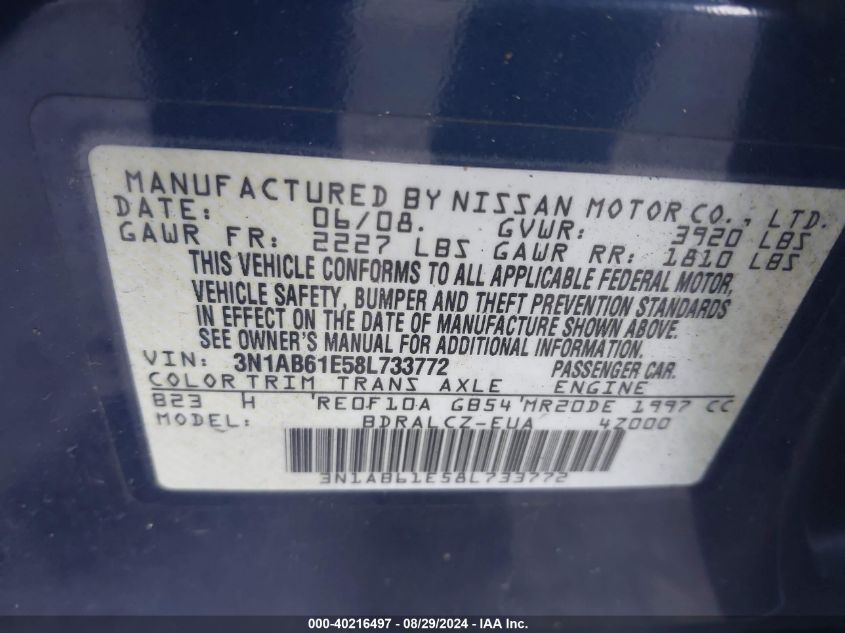 MANUFACTURED BY NISSAN MOTOR CO., LTD.
DATE: 06/08. GVWR: 3920 LBS
GAWR FR: 2227 LBS GAWR RR: 1810 LBS
THIS VEHICLE CONFORMS TO ALL APPLICABLE FEDERAL MOTOR,
VEHICLE SAFETY, BUMPER AND THEFT PREVENTION STANDARDS
IN EFFECT ON THE DATE OF MANUFACTURE SHOWN ABOVE.
SEE OWNER'S MANUAL FOR ADDITIONAL INFORMATION.
VIN: 3N1AB61E58L733772 PASSENGER CAR.
COLOR TRIM TRANS AXLE ENGINE
B23 H 'RE0F10A GB54 'MR20DE 1997 CC
MODEL: BDRALCZ-EUA 4Z000
3N1AB61E58L733772
000-40216497 - 08/29/2024 - IAA Inc.